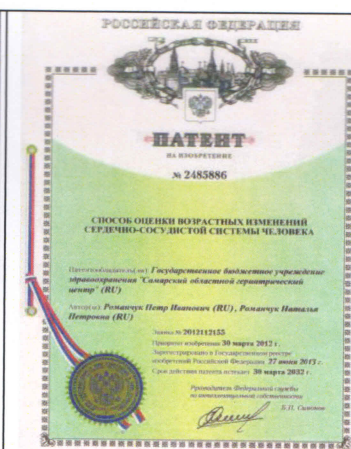 РОССИЙСКАЯ ФЕДЕРАЦИЯ
ПАТЕНТ
НА ИЗОБРЕТЕНИЕ
№ 2485886
СПОСОБ ОЦЕНКИ ВОЗРАСТНЫХ ИЗМЕНЕНИЙ
СЕРДЕЧНО-СОСУДИСТОЙ СИСТЕМЫ ЧЕЛОВЕКА
Патентообладатель(ли): Государственное бюджетное учреждение
здравоохранения "Самарский областной гериатрический
центр" (RU)
Автор(ы): Романчук Петр Иванович (RU), Романчук Наталья
Петровна (RU)
Заявка № 2012112155
Приоритет изобретения 30 марта 2012 г.
Зарегистрировано в Государственном реестре
изобретений Российской Федерации 27 июня 2013 г.
Срок действия патента истекает 30 марта 2032 г.
Руководитель Федеральной службы
по интеллектуальной собственности
Б.П. Симонов